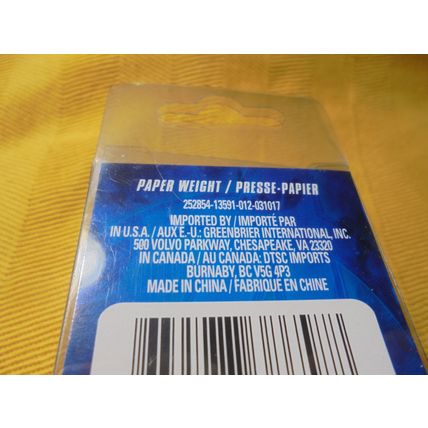 PAPER WEIGHT / PRESSE-PAPIER
252854-13591-012-031017
IMPORTED BY / IMPORTÉ PAR
IN U.S.A. / AUX E.-U.: GREENBRIER INTERNATIONAL, INC.
500 VOLVO PARKWAY, CHESAPEAKE, VA 23320
IN CANADA / AU CANADA: DTSC IMPORTS
BURNABY, BC V5G 4P3
MADE IN CHINA / FABRIQUÉ EN CHINE